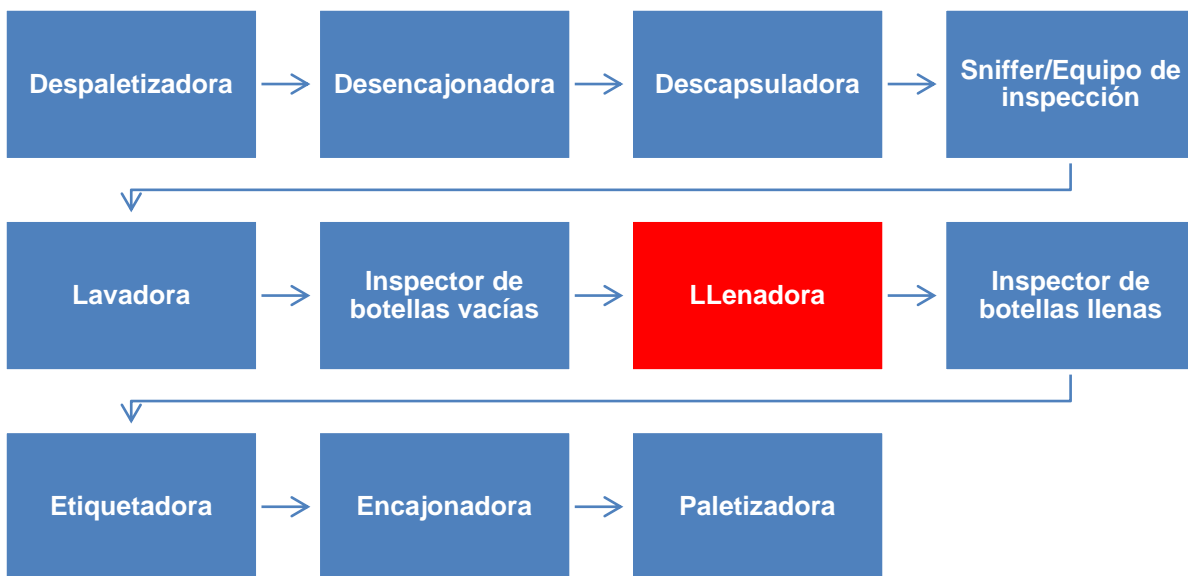 Despaletizadora
Desencajonadora
Descapsuladora
Sniffer/Equipo de
inspección
Lavadora
Inspector de
botellas vacías
LLenadora
Inspector de
botellas llenas
Etiquetadora
Encajonadora
Paletizadora